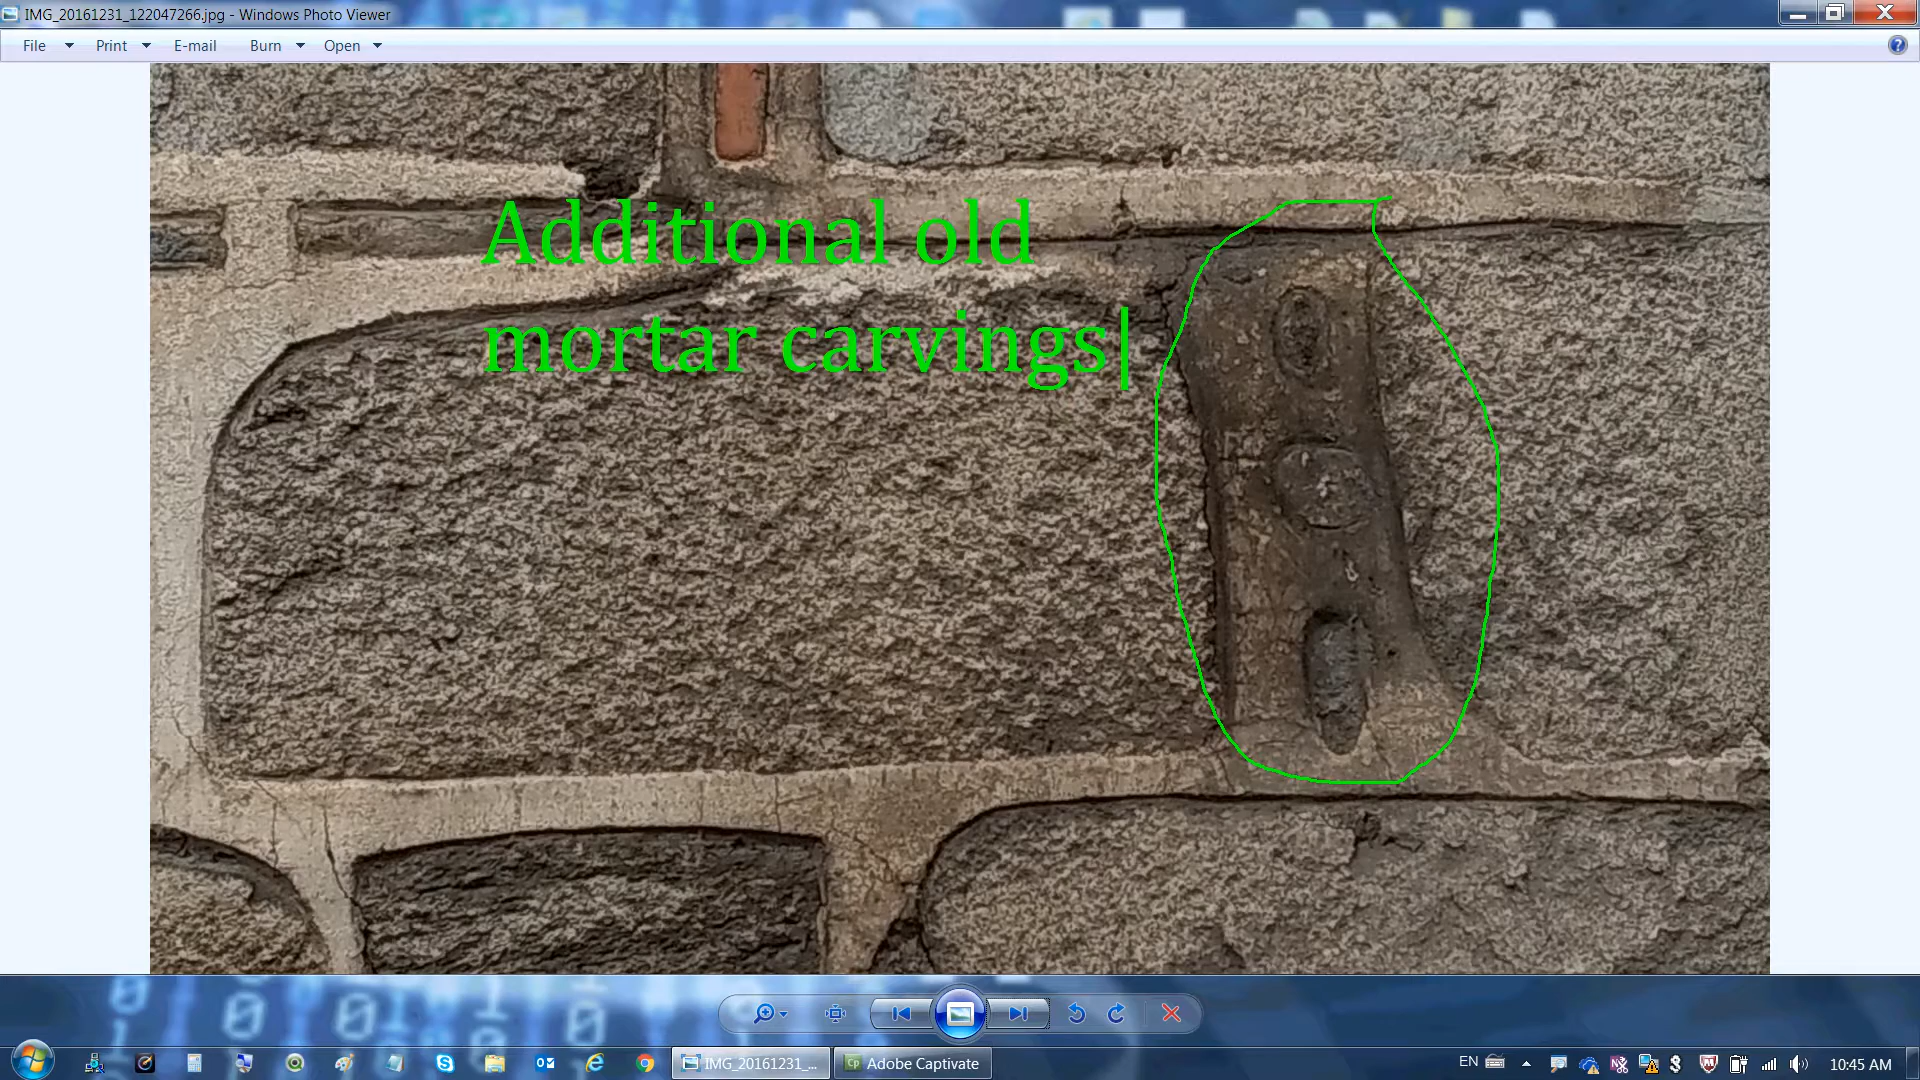 IMG_20161231_122047266.jpg - Windows Photo Viewer
File Print E-mail Burn Open
Additional old
mortar carvings
IMG_20161231_... Adobe Captivate EN 10:45 AM